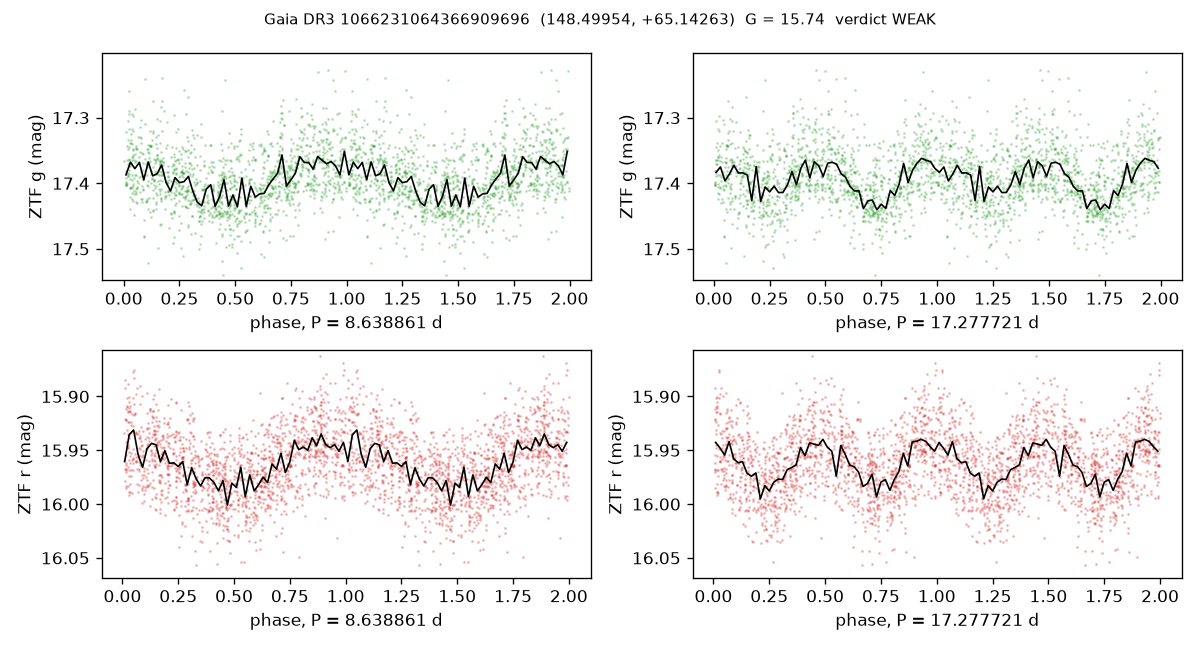 Gaia DR3 1066231064366909696  (148.49954, +65.14263)  G = 15.74  verdict WEAK
ZTF g (mag)
17.3
17.4
17.5
0.00 0.25 0.50 0.75 1.00 1.25 1.50 1.75 2.00
phase, P = 8.638861 d
ZTF g (mag)
17.3
17.4
17.5
0.00 0.25 0.50 0.75 1.00 1.25 1.50 1.75 2.00
phase, P = 17.277721 d
ZTF r (mag)
15.90
15.95
16.00
16.05
0.00 0.25 0.50 0.75 1.00 1.25 1.50 1.75 2.00
phase, P = 8.638861 d
ZTF r (mag)
15.90
15.95
16.00
16.05
0.00 0.25 0.50 0.75 1.00 1.25 1.50 1.75 2.00
phase, P = 17.277721 d